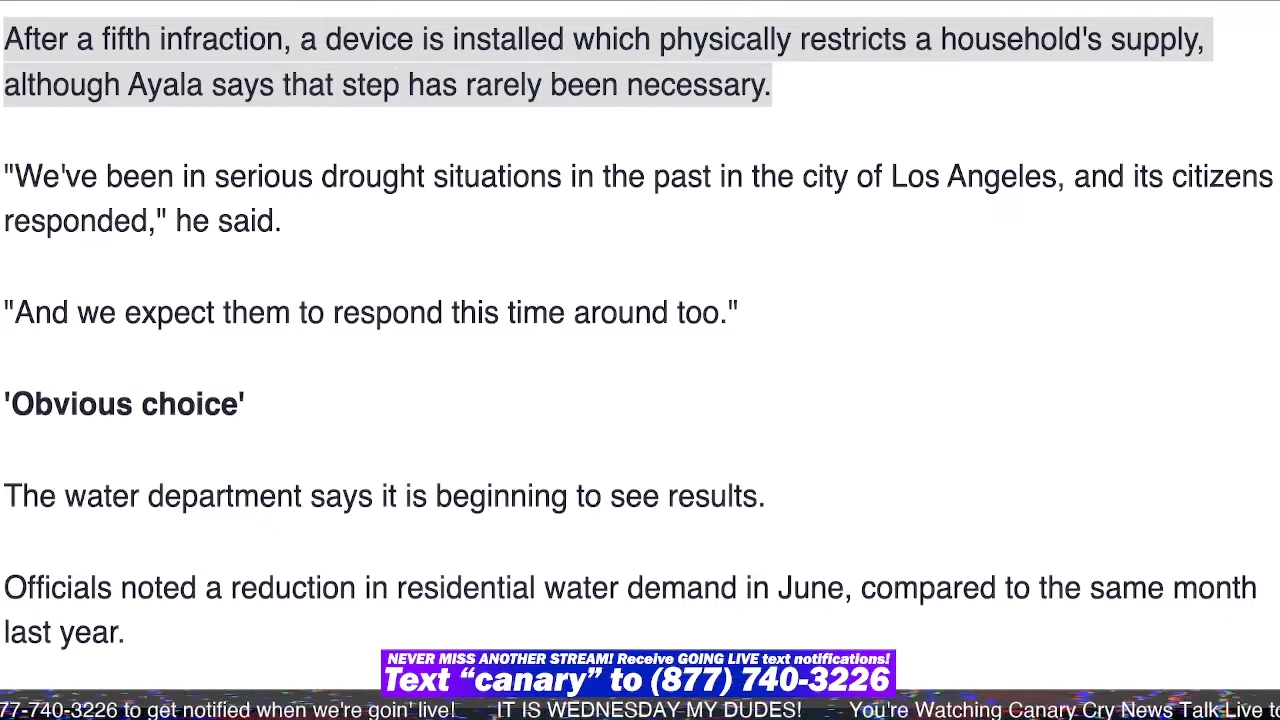 After a fifth infraction, a device is installed which physically restricts a household's supply,
although Ayala says that step has rarely been necessary.
"We've been in serious drought situations in the past in the city of Los Angeles, and its citizens
responded," he said.
"And we expect them to respond this time around too."
'Obvious choice'
The water department says it is beginning to see results.
Officials noted a reduction in residential water demand in June, compared to the same month
last year.
NEVER MISS ANOTHER STREAM! Receive GOING LIVE text notifications!
Text “canary” to (877) 740-3226
77-740-3226 to get notified when we're goin' live! IT IS WEDNESDAY MY DUDES! You're Watching Canary Cry News Talk Live to